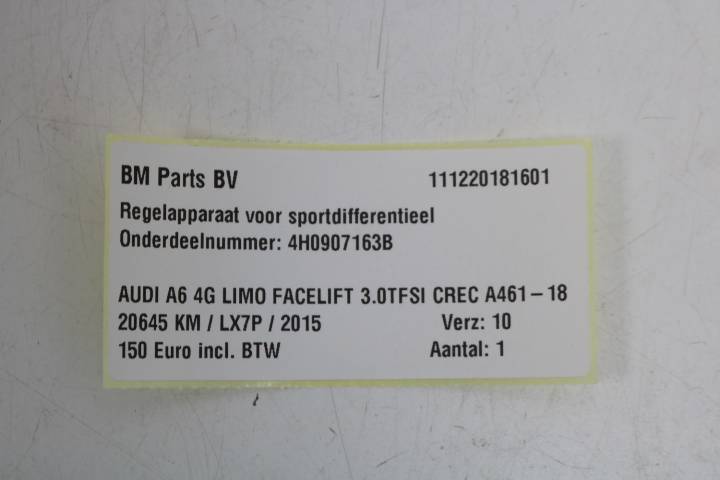 BM Parts BV 111220181601
Regelapparaat voor sportdifferentieel
Onderdeelnummer: 4H0907163B
AUDI A6 4G LIMO FACELIFT 3.0TFSI CREC A461-18
20645 KM / LX7P / 2015 Verz: 10
150 Euro incl. BTW Aantal: 1